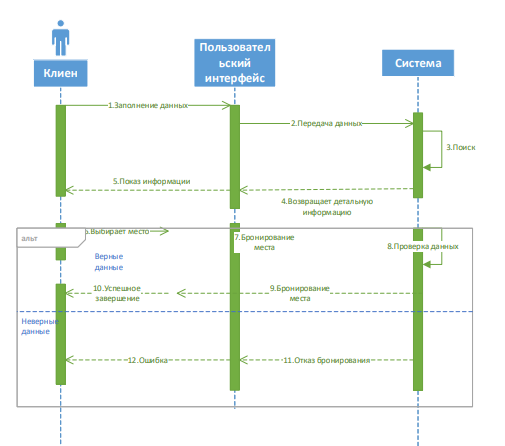 Пользовател
ьский
интерфейс
Клиен
Система
1.Заполнение данных
2.Передача данных
3.Поиск
5.Показ информации
4.Возвращает детальную
информацию
альт
.Выбирает место
7.Бронирование
места
8.Проверка данных
Верные
данные
10.Успешное
завершение
9.Бронирование
места
Неверные
данные
12.Ошибка
11.Отказ бронирования